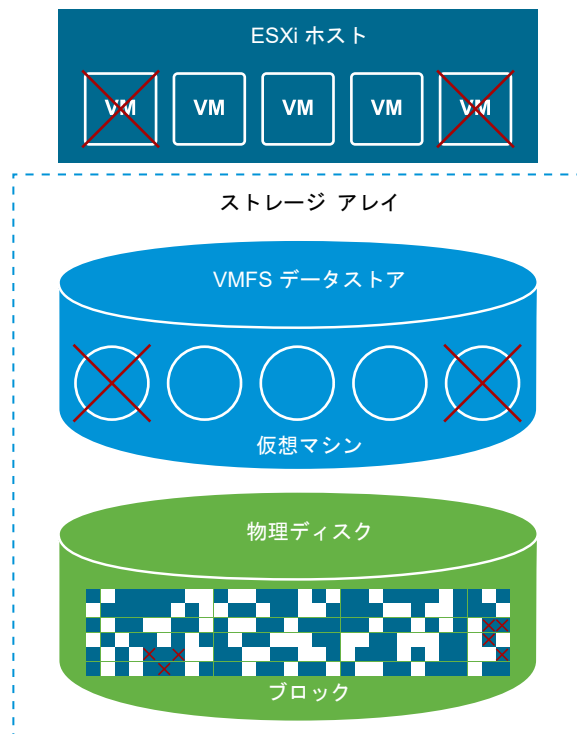 ESXi ホスト
VM VM VM VM VM
ストレージ アレイ
VMFS データストア
仮想マシン
物理ディスク
ブロック